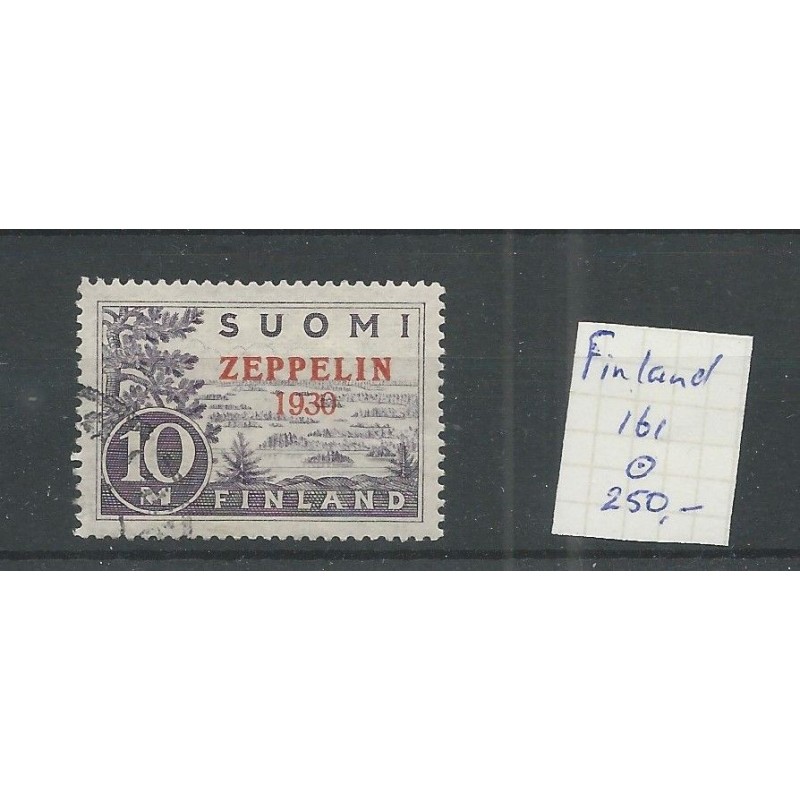 SUOMI
ZEPPELIN
1930
10
M
FINLAND
Finland
161
250,-